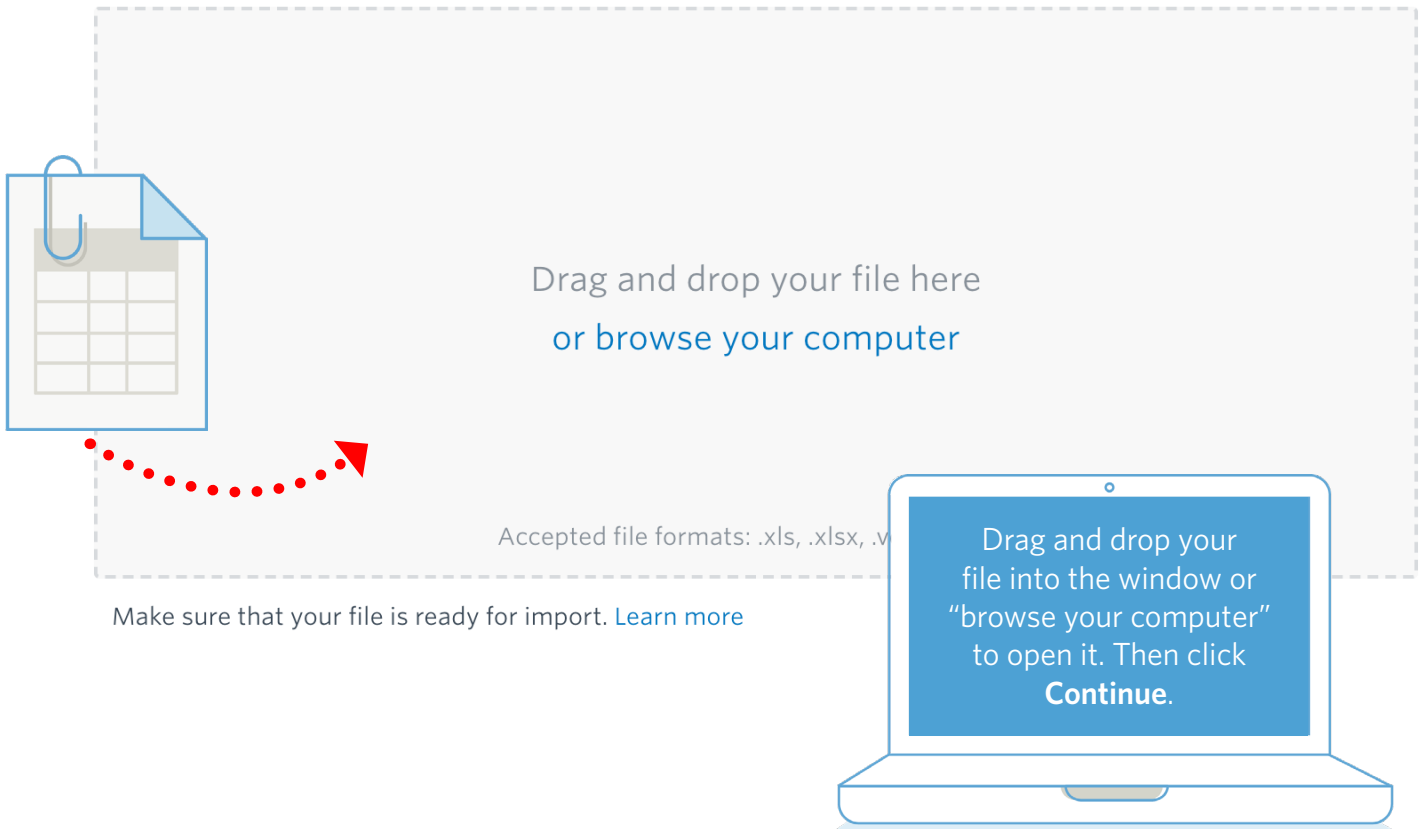 Drag and drop your file here
or browse your computer
Accepted file formats: .xls, .xlsx,
Make sure that your file is ready for import. Learn more
Drag and drop your
file into the window or
“browse your computer”
to open it. Then click
Continue.